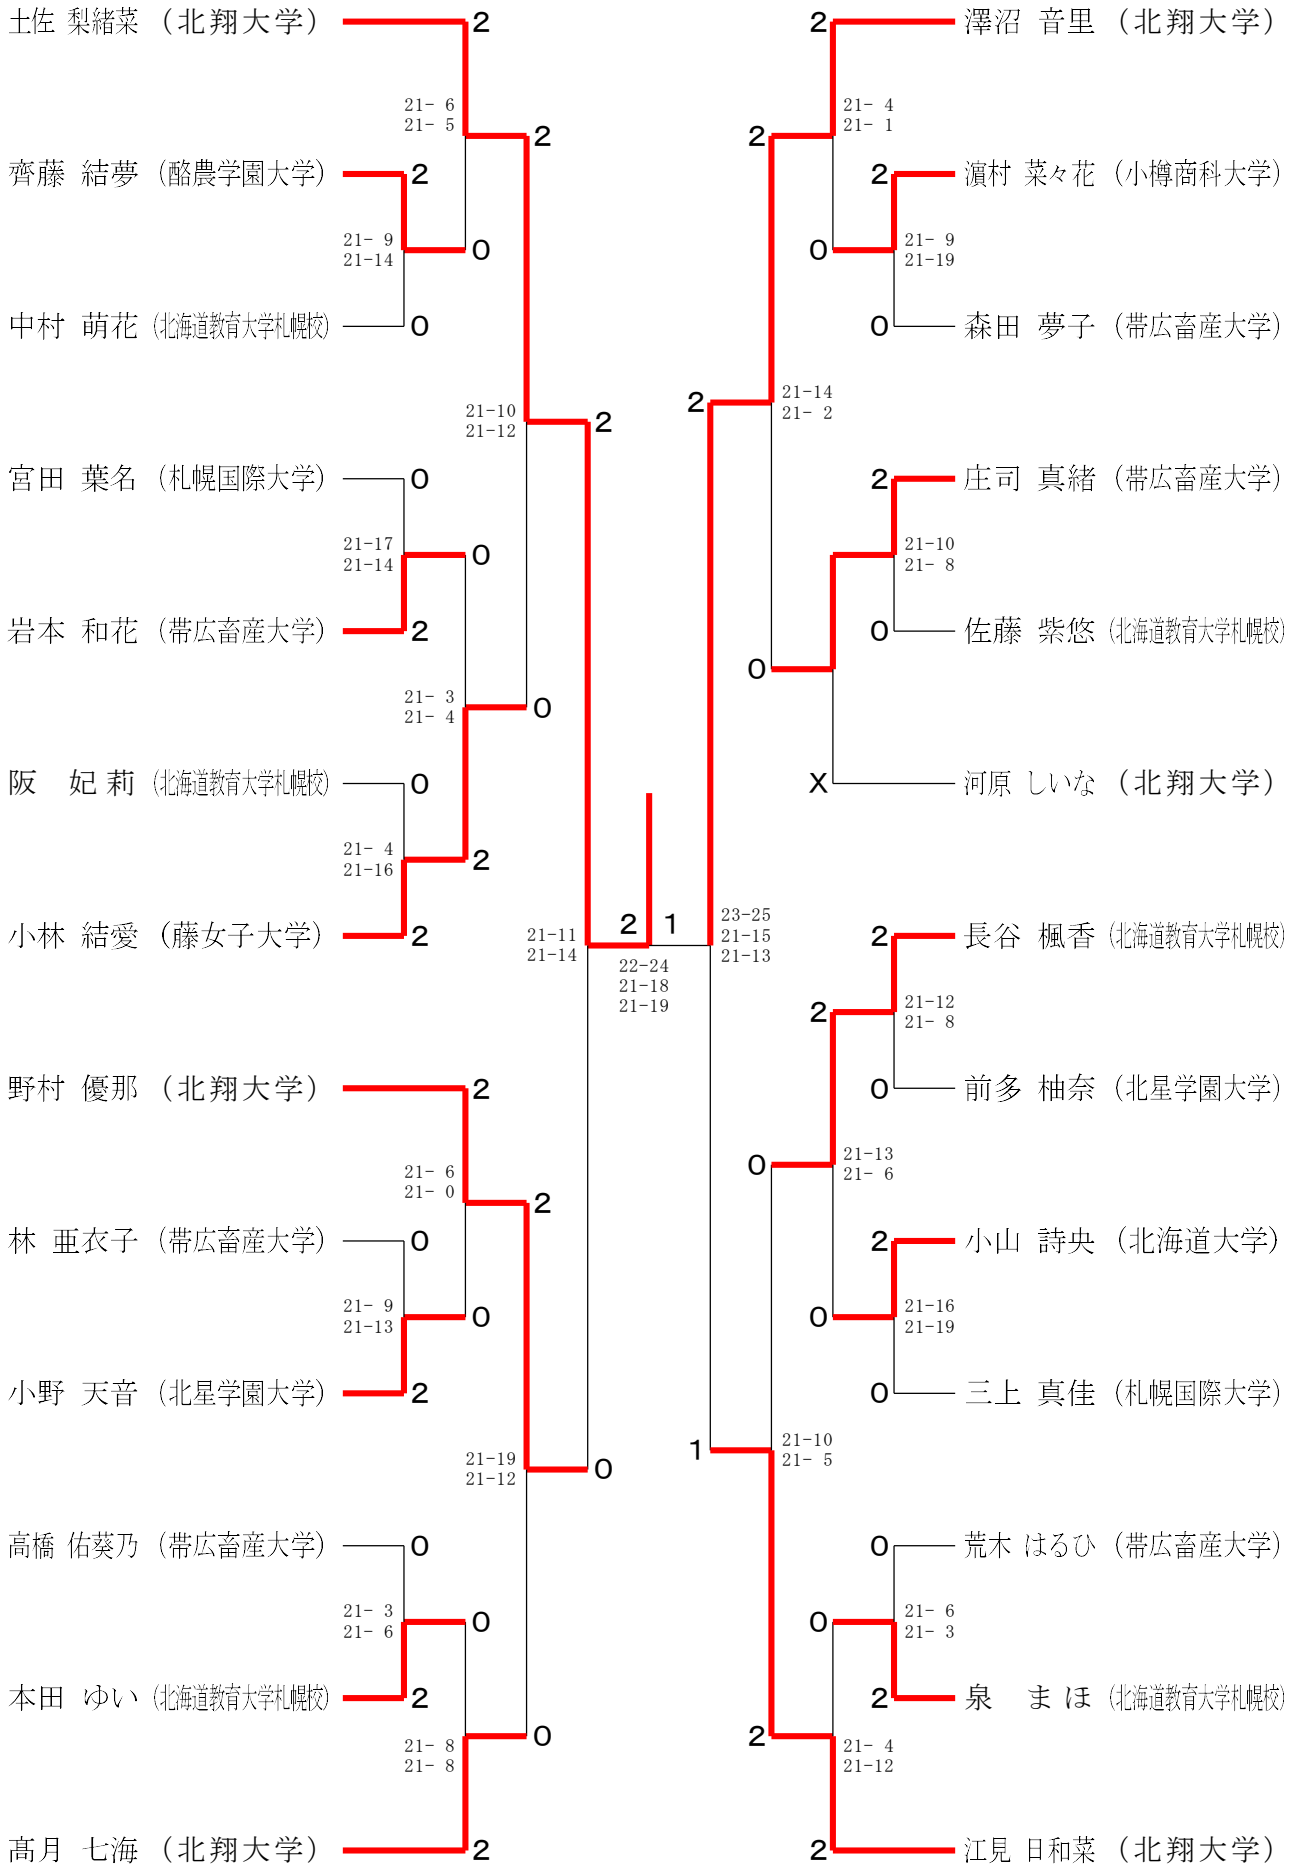 土佐 梨緒菜 (北翔大学) 2
21- 6
21- 5
2
齊藤 結夢 (酪農学園大学) 2
21- 9
21-14
0
中村 萌花 (北海道教育大学札幌校) 0
21-10
21-12
2
宮田 葉名 (札幌国際大学) 0
21-17
21-14
0
岩本 和花 (帯広畜産大学) 2
21- 3
21- 4
0
阪 妃莉 (北海道教育大学札幌校) 0
21- 4
21-16
2
小林 結愛 (藤女子大学) 2
21-11
21-14
野村 優那 (北翔大学) 2
21- 6
21- 0
2
林 亜衣子 (帯広畜産大学) 0
21- 9
21-13
0
小野 天音 (北星学園大学) 2
21-19
21-12
0
高橋 佑葵乃 (帯広畜産大学) 0
21- 3
21- 6
0
本田 ゆい (北海道教育大学札幌校) 2
21- 8
21- 8
0
髙月 七海 (北翔大学) 2
2 1
22-24
21-18
21-19
2 澤沼 音里 (北翔大学)
21- 4
21- 1
2
2 濵村 菜々花 (小樽商科大学)
21- 9
21-19
0
0 森田 夢子 (帯広畜産大学)
21-14
21- 2
2
2 庄司 真緒 (帯広畜産大学)
21-10
21- 8
0 佐藤 紫悠 (北海道教育大学札幌校)
0
X 河原 しいな (北翔大学)
23-25
21-15
21-13
2 長谷 楓香 (北海道教育大学札幌校)
21-12
21- 8
2
0 前多 柚奈 (北星学園大学)
21-13
21- 6
0
2 小山 詩央 (北海道大学)
21-16
21-19
0
0 三上 真佳 (札幌国際大学)
21-10
21- 5
1
0 荒木 はるひ (帯広畜産大学)
21- 6
21- 3
0
2 泉 まほ (北海道教育大学札幌校)
21- 4
21-12
2
2 江見 日和菜 (北翔大学)